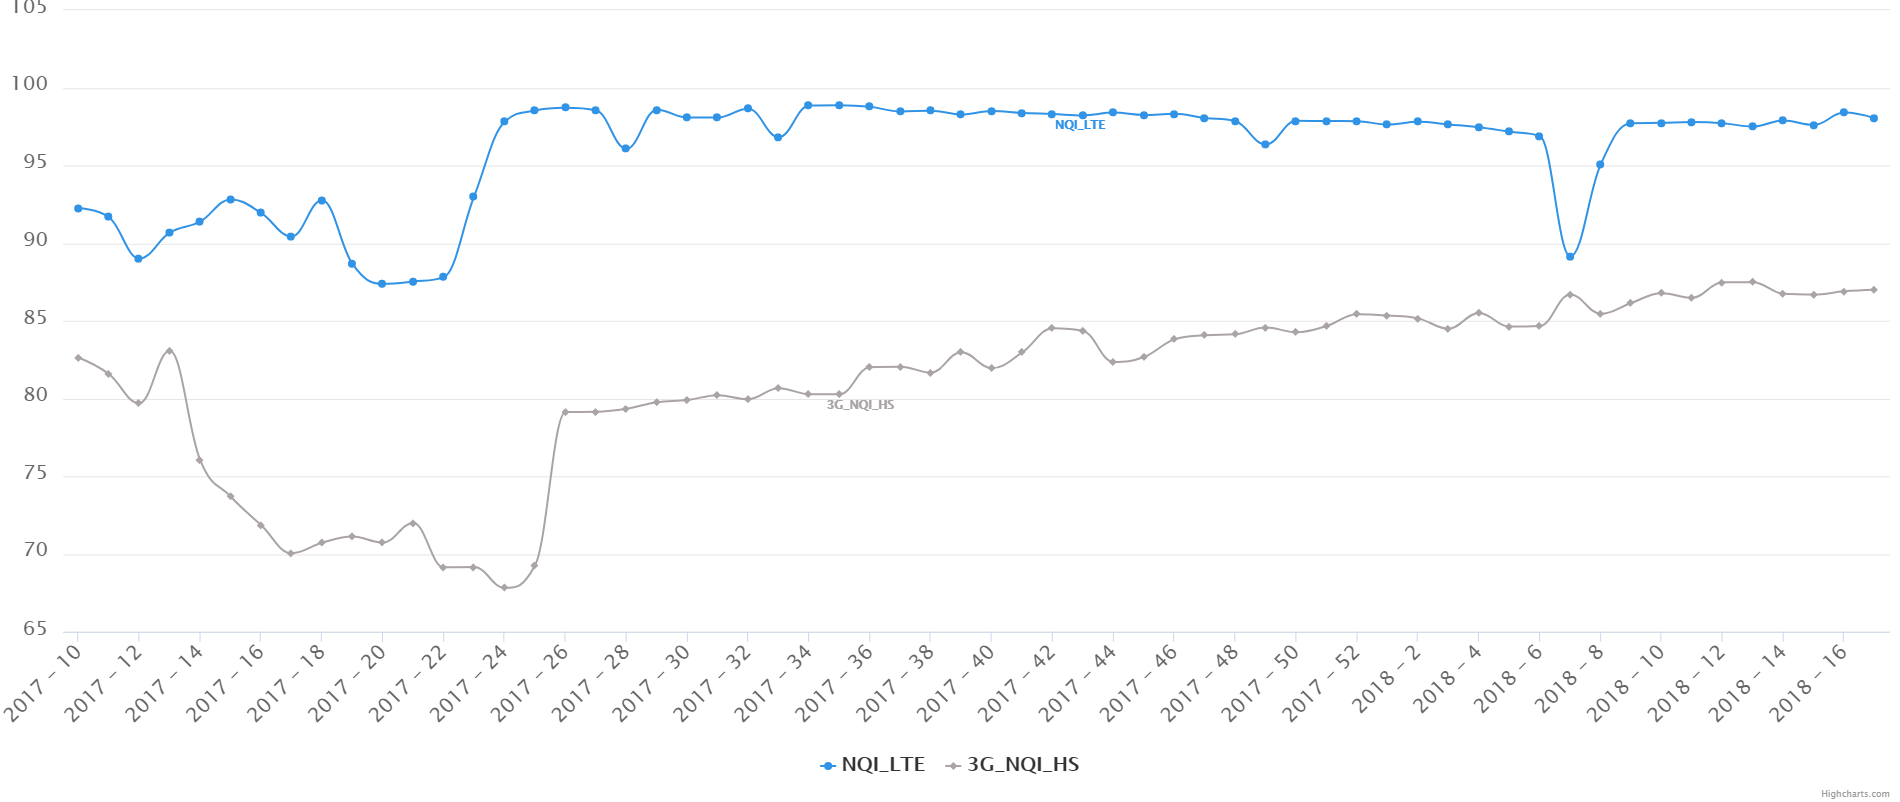 105
100
95
90
85
80
75
70
65
NQI_LTE
3G_NQI_HS
2017 - 10
2017 - 12
2017 - 14
2017 - 16
2017 - 18
2017 - 20
2017 - 22
2017 - 24
2017 - 26
2017 - 28
2017 - 30
2017 - 32
2017 - 34
2017 - 36
2017 - 38
2017 - 40
2017 - 42
2017 - 44
2017 - 46
2017 - 48
2017 - 50
2017 - 52
2018 - 2
2018 - 4
2018 - 6
2018 - 8
2018 - 10
2018 - 12
2018 - 14
2018 - 16
NQI_LTE 3G_NQI_HS
Highcharts.com